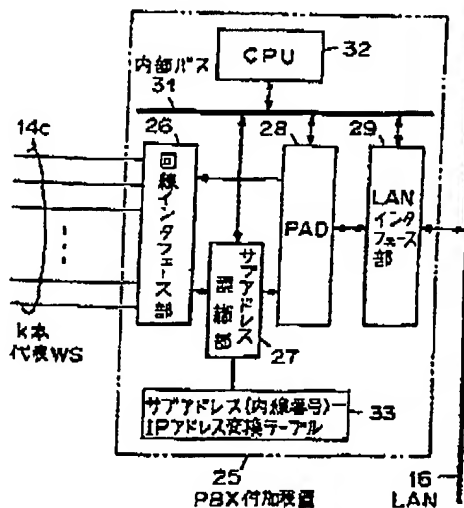 CPU
32
内部バス
31
14c
26
28
29
回線インタフェース部
PAD
LAN
インタフェース部
サブアドレス
認識部
27
k本
代表WS
サブアドレス(内線番号)ー
IPアドレス変換テーブル
33
25
PBX付加装置
16
LAN